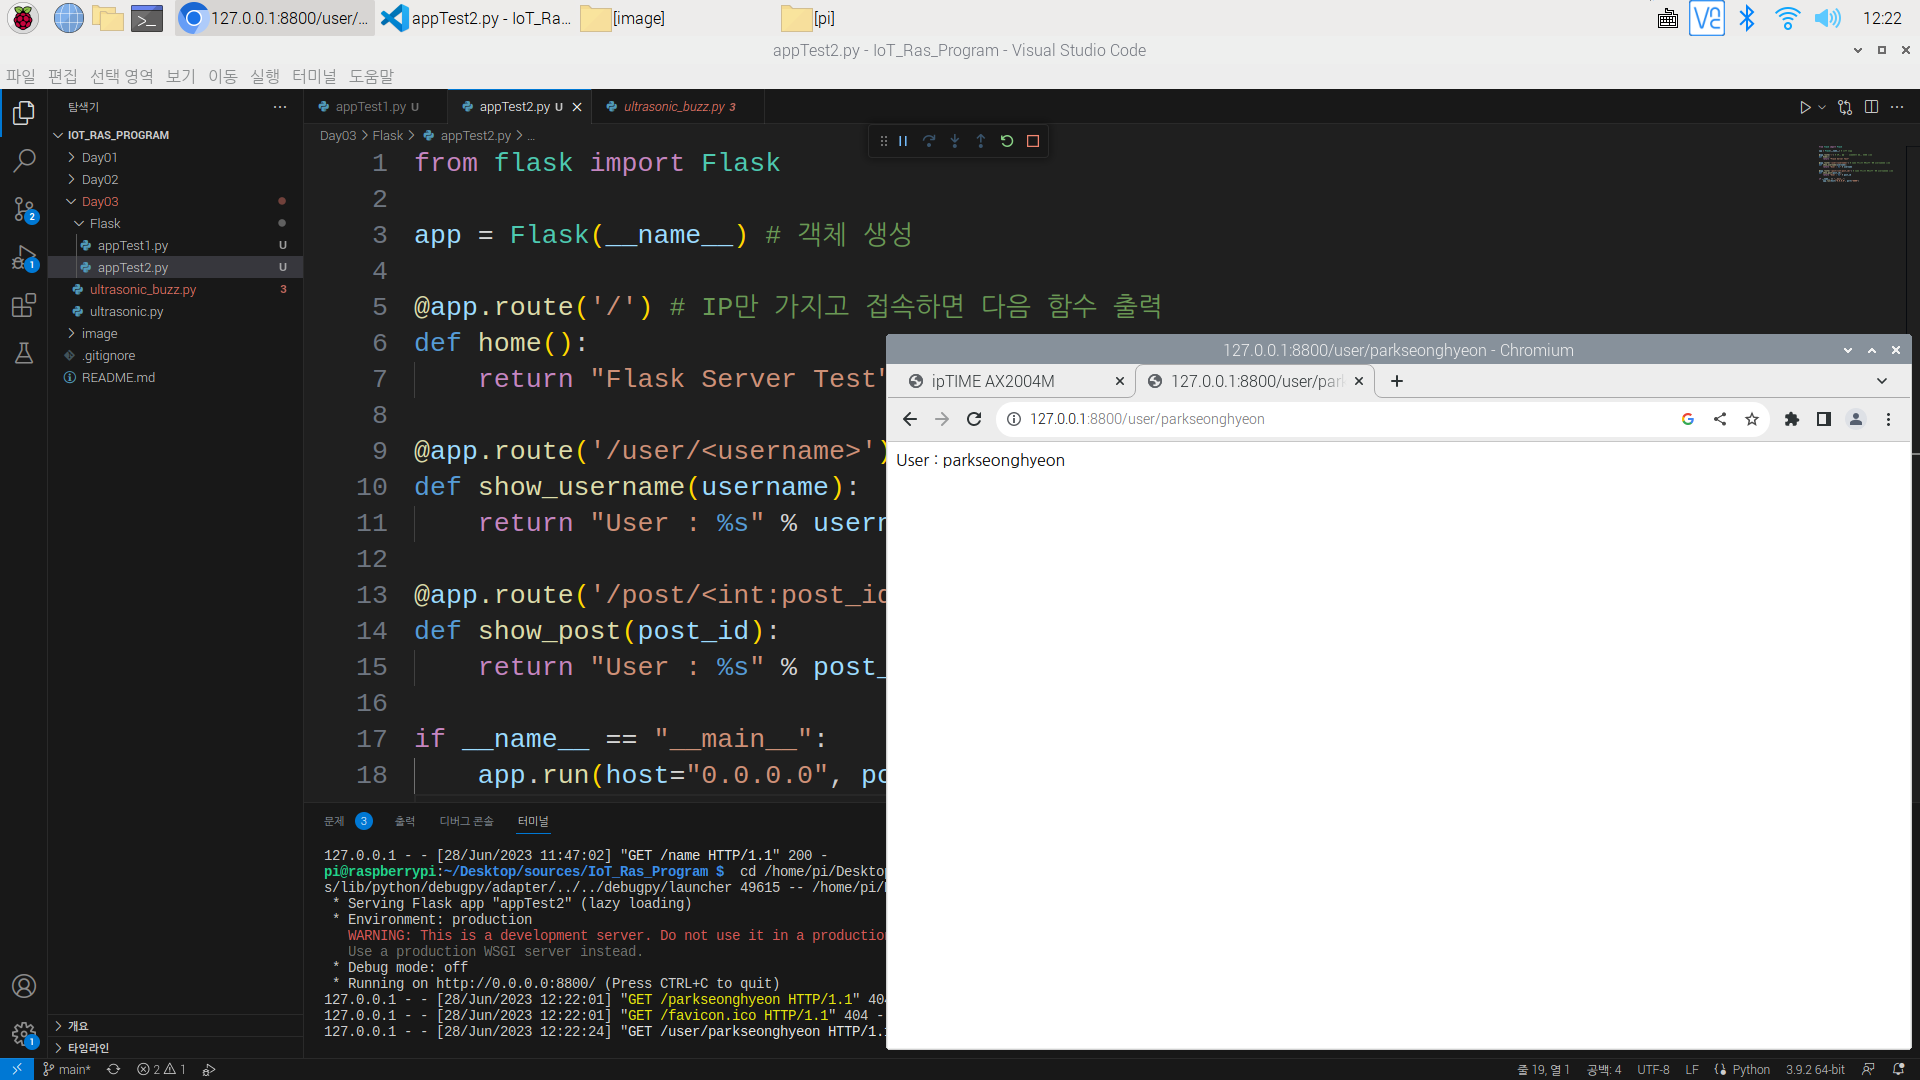 127.0.0.1:8800/user/...
appTest2.py - IoT_Ra...
[image]
[pi]
12:22
appTest2.py - IoT_Ras_Program - Visual Studio Code
파일 편집 선택 영역 보기 이동 실행 터미널 도움말
탐색기
IOT_RAS_PROGRAM
Day01
Day02
Day03
Flask
appTest1.py U
appTest2.py U
ultrasonic_buzz.py 3
ultrasonic.py
image
.gitignore
README.md
개요
타임라인
appTest1.py U
appTest2.py U
ultrasonic_buzz.py 3
Day03 > Flask > appTest2.py > ...
1 from flask import Flask
2
3 app = Flask(__name__) # 객체 생성
4
5 @app.route('/') # IP만 가지고 접속하면 다음 함수 출력
6 def home():
7 return "Flask Server Test"
8
9 @app.route('/user/<username>')
10 def show_username(username):
11 return "User : %s" % usern
12
13 @app.route('/post/<int:post_id
14 def show_post(post_id):
15 return "User : %s" % post_
16
17 if __name__ == "__main__":
18 app.run(host="0.0.0.0", po
127.0.0.1:8800/user/parkseonghyeon - Chromium
ipTIME AX2004M
127.0.0.1:8800/user/par
127.0.0.1:8800/user/parkseonghyeon
User : parkseonghyeon
문제 3 출력 디버그 콘솔 터미널
127.0.0.1 - - [28/Jun/2023 11:47:02] "GET /name HTTP/1.1" 200 -
pi@raspberrypi:~/Desktop/sources/IoT_Ras_Program $ cd /home/pi/Deskto
s/lib/python/debugpy/adapter/../../debugpy/launcher 49615 -- /home/pi/
* Serving Flask app "appTest2" (lazy loading)
* Environment: production
WARNING: This is a development server. Do not use it in a productio
Use a production WSGI server instead.
* Debug mode: off
* Running on http://0.0.0.0:8800/ (Press CTRL+C to quit)
127.0.0.1 - - [28/Jun/2023 12:22:01] "GET /parkseonghyeon HTTP/1.1" 404
127.0.0.1 - - [28/Jun/2023 12:22:01] "GET /favicon.ico HTTP/1.1" 404 -
127.0.0.1 - - [28/Jun/2023 12:22:24] "GET /user/parkseonghyeon HTTP/1.
main* 2 1
줄 19, 열 1 공백: 4 UTF-8 LF Python 3.9.2 64-bit